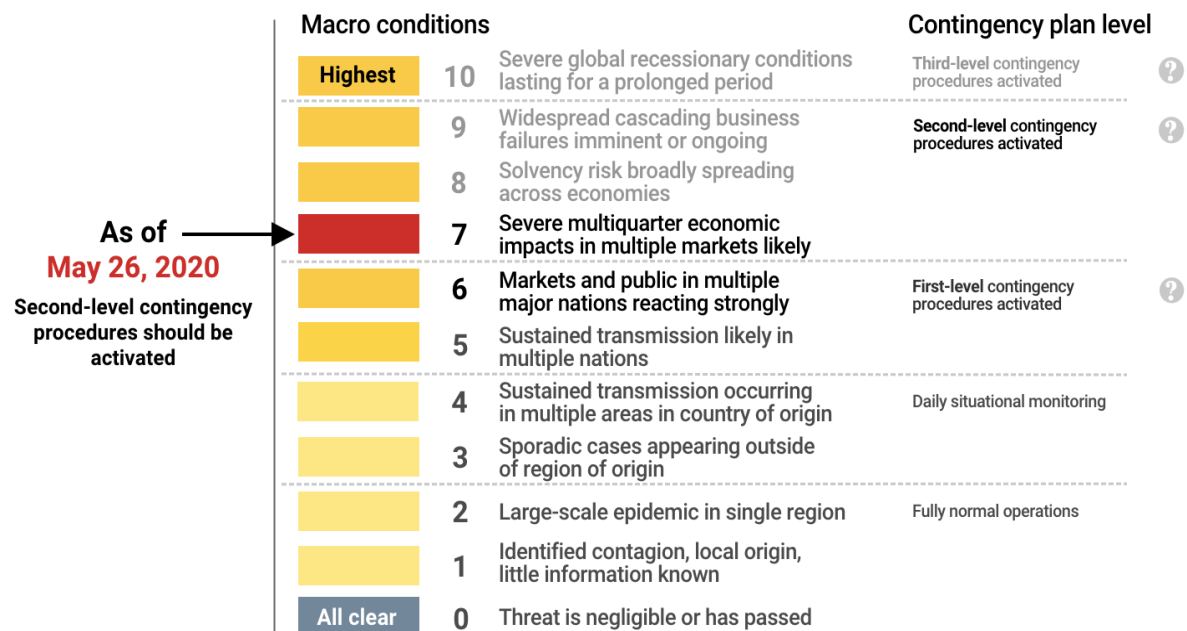 Macro conditions
Contingency plan level
Highest
10
Severe global recessionary conditions
lasting for a prolonged period
Third-level contingency
procedures activated
?
9
Widespread cascading business
failures imminent or ongoing
Second-level contingency
procedures activated
?
8
Solvency risk broadly spreading
across economies
As of
May 26, 2020
Second-level contingency
procedures should be
activated
7
Severe multiquarter economic
impacts in multiple markets likely
6
Markets and public in multiple
major nations reacting strongly
First-level contingency
procedures activated
?
5
Sustained transmission likely in
multiple nations
4
Sustained transmission occurring
in multiple areas in country of origin
Daily situational monitoring
3
Sporadic cases appearing outside
of region of origin
2
Large-scale epidemic in single region
Fully normal operations
1
Identified contagion, local origin,
little information known
All clear
0
Threat is negligible or has passed